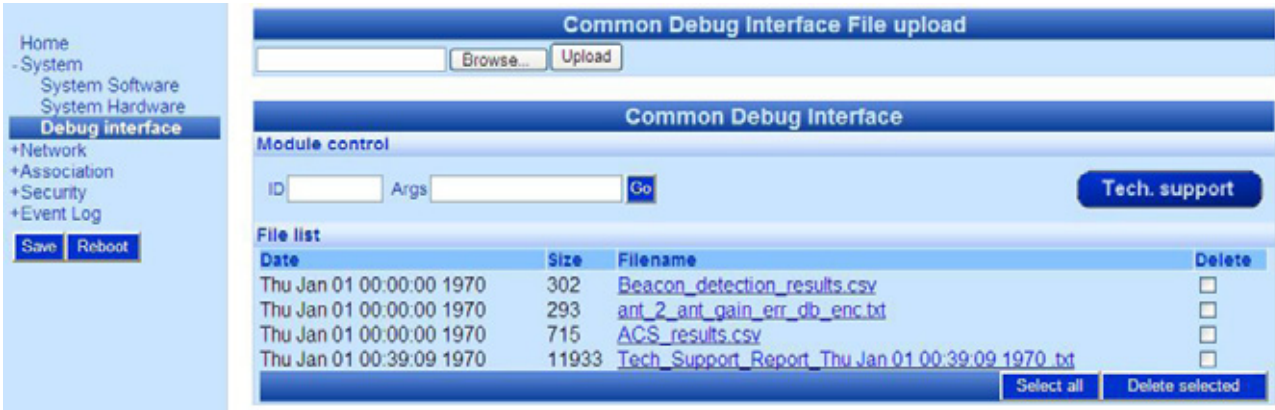 Home
-System
System Software
System Hardware
Debug interface
+Network
+Association
+Security
+Event Log
Save Reboot
Common Debug Interface File upload
Browse... Upload
Common Debug Interface
Module control
ID Args Go Tech. support
File list
Date Size Filename Delete
Thu Jan 01 00:00:00 1970 302 Beacon_detection_results.csv
Thu Jan 01 00:00:00 1970 293 ant_2_ant_gain_err_db_enc.txt
Thu Jan 01 00:00:00 1970 715 ACS_results.csv
Thu Jan 01 00:39:09 1970 11933 Tech_Support_Report_Thu Jan 01 00:39:09 1970 .txt
Select all Delete selected